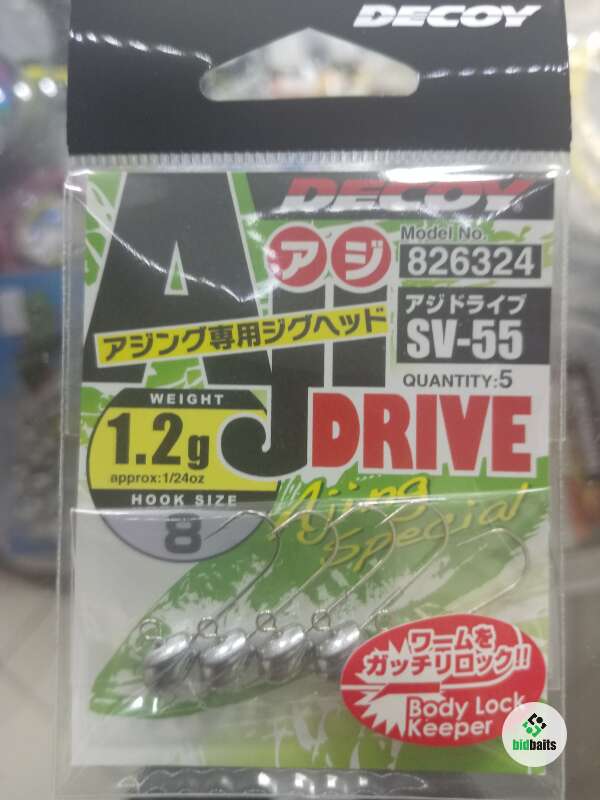 DECOY
DECOY
AJI
アジ
Model No.
826324
アジドライブ
SV-55
QUANTITY:5
アジング専用ジグヘッド
DRIVE
WEIGHT
1.2g
approx:1/24oz
HOOK SIZE
8
Ajing
Special
ワームを
ガッチリロック!!
Body Lock
Keeper
bidbaits